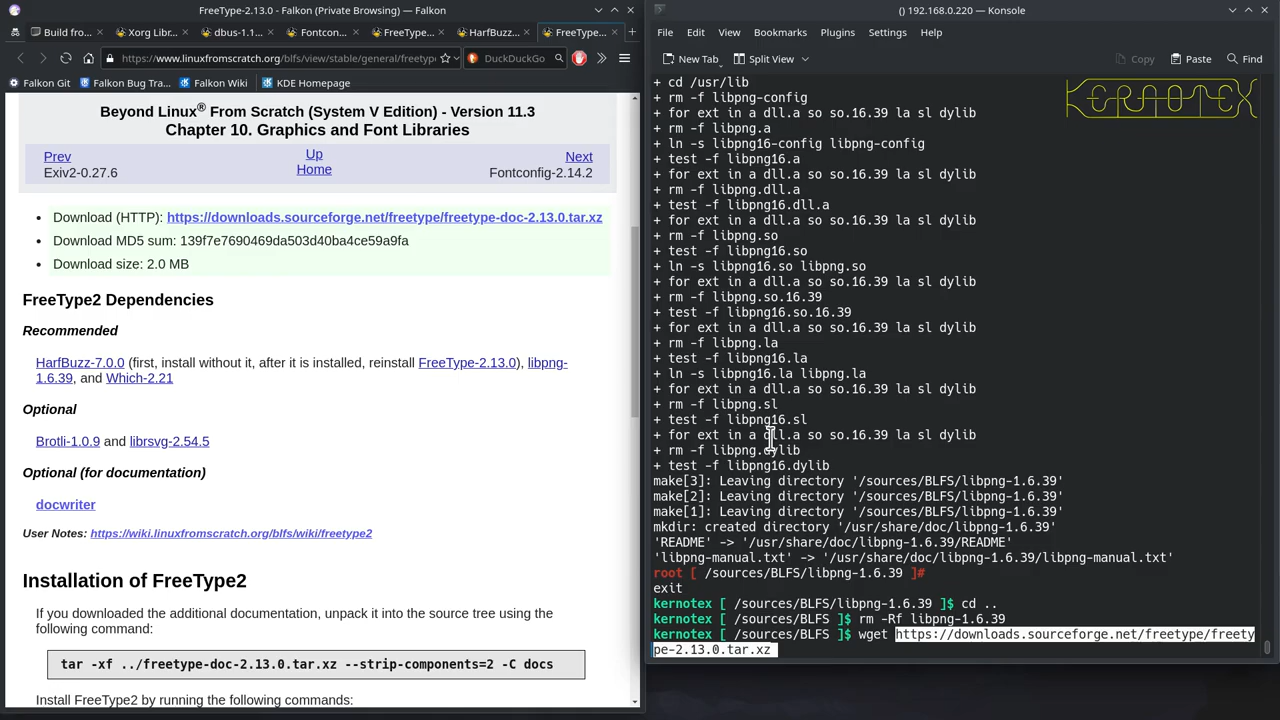 FreeType-2.13.0 - Falkon (Private Browsing) — Falkon
Build fro...
Xorg Libr...
dbus-1.1...
Fontcon...
FreeType...
HarfBuzz...
FreeType...
https://www.linuxfromscratch.org/blfs/view/stable/general/freetyp
DuckDuckGo
Falkon Git
Falkon Bug Tra...
Falkon Wiki
KDE Homepage
Beyond Linux® From Scratch (System V Edition) - Version 11.3
Chapter 10. Graphics and Font Libraries
Prev
Up
Next
Exiv2-0.27.6
Home
Fontconfig-2.14.2
• Download (HTTP): https://downloads.sourceforge.net/freetype/freetype-doc-2.13.0.tar.xz
• Download MD5 sum: 139f7e7690469da503d40ba4ce59a9fa
• Download size: 2.0 MB
FreeType2 Dependencies
Recommended
HarfBuzz-7.0.0 (first, install without it, after it is installed, reinstall FreeType-2.13.0), libpng-
1.6.39, and Which-2.21
Optional
Brotli-1.0.9 and librsvg-2.54.5
Optional (for documentation)
docwriter
User Notes: https://wiki.linuxfromscratch.org/blfs/wiki/freetype2
Installation of FreeType2
If you downloaded the additional documentation, unpack it into the source tree using the
following command:
tar -xf ../freetype-doc-2.13.0.tar.xz --strip-components=2 -C docs
Install FreeType2 by running the following commands:
() 192.168.0.220 — Konsole
File Edit View Bookmarks Plugins Settings Help
New Tab
Split View
Copy
Paste
Find
KERNOTEX
+ cd /usr/lib
+ rm -f libpng-config
+ for ext in a dll.a so so.16.39 la sl dylib
+ rm -f libpng.a
+ ln -s libpng16-config libpng-config
+ test -f libpng16.a
+ for ext in a dll.a so so.16.39 la sl dylib
+ rm -f libpng.dll.a
+ test -f libpng16.dll.a
+ for ext in a dll.a so so.16.39 la sl dylib
+ rm -f libpng.so
+ test -f libpng16.so
+ ln -s libpng16.so libpng.so
+ for ext in a dll.a so so.16.39 la sl dylib
+ rm -f libpng.so.16.39
+ test -f libpng16.so.16.39
+ for ext in a dll.a so so.16.39 la sl dylib
+ rm -f libpng.la
+ test -f libpng16.la
+ ln -s libpng16.la libpng.la
+ for ext in a dll.a so so.16.39 la sl dylib
+ rm -f libpng.sl
+ test -f libpng16.sl
+ for ext in a dll.a so so.16.39 la sl dylib
+ rm -f libpng.dylib
+ test -f libpng16.dylib
make[3]: Leaving directory '/sources/BLFS/libpng-1.6.39'
make[2]: Leaving directory '/sources/BLFS/libpng-1.6.39'
make[1]: Leaving directory '/sources/BLFS/libpng-1.6.39'
mkdir: created directory '/usr/share/doc/libpng-1.6.39'
'README' -> '/usr/share/doc/libpng-1.6.39/README'
'libpng-manual.txt' -> '/usr/share/doc/libpng-1.6.39/libpng-manual.txt'
root [ /sources/BLFS/libpng-1.6.39 ]#
exit
kernotex [ /sources/BLFS/libpng-1.6.39 ]$ cd ..
kernotex [ /sources/BLFS ]$ rm -Rf libpng-1.6.39
kernotex [ /sources/BLFS ]$ wget https://downloads.sourceforge.net/freetype/freety
pe-2.13.0.tar.xz